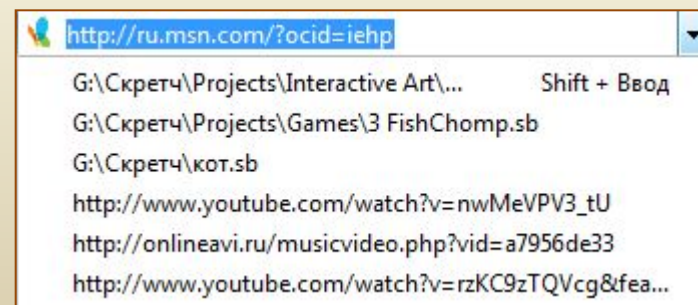 http://ru.msn.com/?ocid=iehp
G:\Скретч\Projects\Interactive Art\... Shift + Ввод
G:\Скретч\Projects\Games\3 FishChomp.sb
G:\Скретч\кот.sb
http://www.youtube.com/watch?v=nwMeVPV3_tU
http://onlineavi.ru/musicvideo.php?vid=a7956de33
http://www.youtube.com/watch?v=rzKC9zTQVcg&fea...